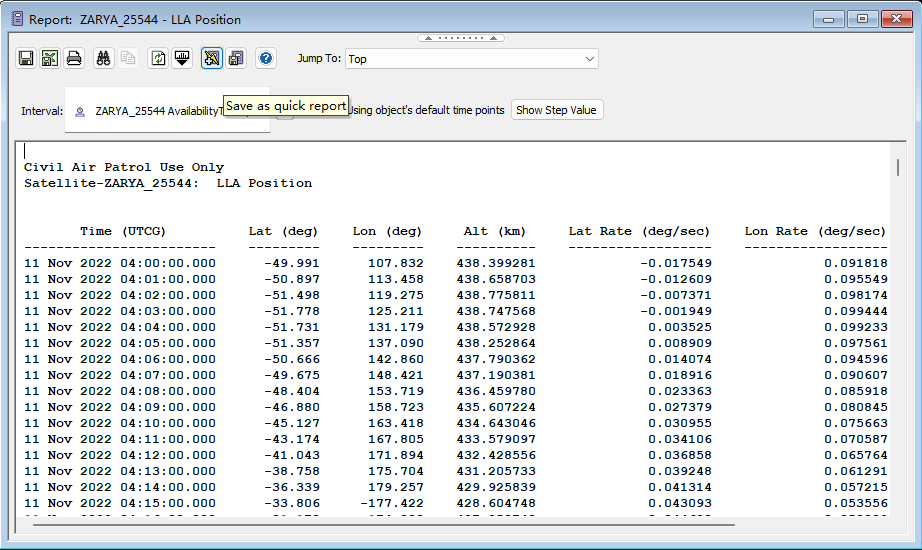 Report:  ZARYA_25544 - LLA Position
Jump To: Top
Save as quick report
Interval: ZARYA_25544 Using object's default time points Show Step Value
Civil Air Patrol Use Only
Satellite-ZARYA_25544:  LLA Position
Time (UTCG) Lat (deg) Lon (deg) Alt (km) Lat Rate (deg/sec) Lon Rate (deg/sec)
------------------------ --------- --------- ---------- ------------------ ------------------
11 Nov 2022 04:00:00.000 -49.991 107.832 438.399281 -0.017549 0.091818
11 Nov 2022 04:01:00.000 -50.897 113.458 438.658703 -0.012609 0.095549
11 Nov 2022 04:02:00.000 -51.498 119.275 438.775811 -0.007371 0.098174
11 Nov 2022 04:03:00.000 -51.778 125.211 438.747568 -0.001949 0.099444
11 Nov 2022 04:04:00.000 -51.731 131.179 438.572928 0.003525 0.099233
11 Nov 2022 04:05:00.000 -51.357 137.090 438.252864 0.008909 0.097561
11 Nov 2022 04:06:00.000 -50.666 142.860 437.790362 0.014074 0.094596
11 Nov 2022 04:07:00.000 -49.675 148.421 437.190381 0.018916 0.090607
11 Nov 2022 04:08:00.000 -48.404 153.719 436.459780 0.023363 0.085918
11 Nov 2022 04:09:00.000 -46.880 158.723 435.607224 0.027379 0.080845
11 Nov 2022 04:10:00.000 -45.127 163.418 434.643046 0.030955 0.075663
11 Nov 2022 04:11:00.000 -43.174 167.805 433.579097 0.034106 0.070587
11 Nov 2022 04:12:00.000 -41.043 171.894 432.428556 0.036858 0.065764
11 Nov 2022 04:13:00.000 -38.758 175.704 431.205733 0.039248 0.061291
11 Nov 2022 04:14:00.000 -36.339 179.257 429.925839 0.041314 0.057215
11 Nov 2022 04:15:00.000 -33.806 -177.422 428.604748 0.043093 0.053556